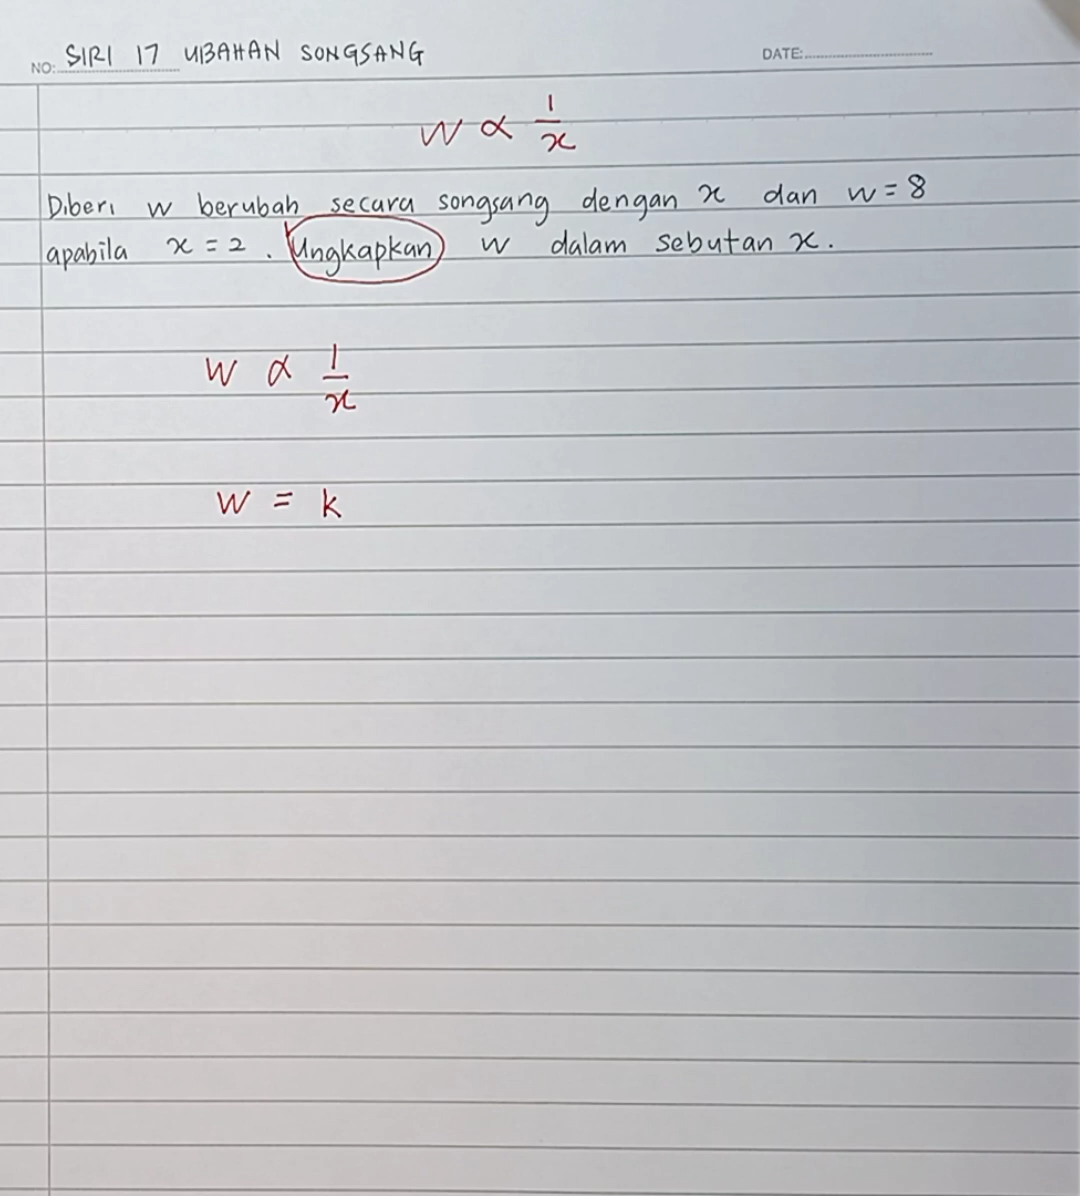 NO: SIRI 17 UBAHAN SONGSANG DATE:
W ∝ 1/x
Diberi w berubah secara songsang dengan x dan w = 8
apabila x = 2 . Ungkapkan w dalam sebutan x .
W ∝ 1/x
W = k